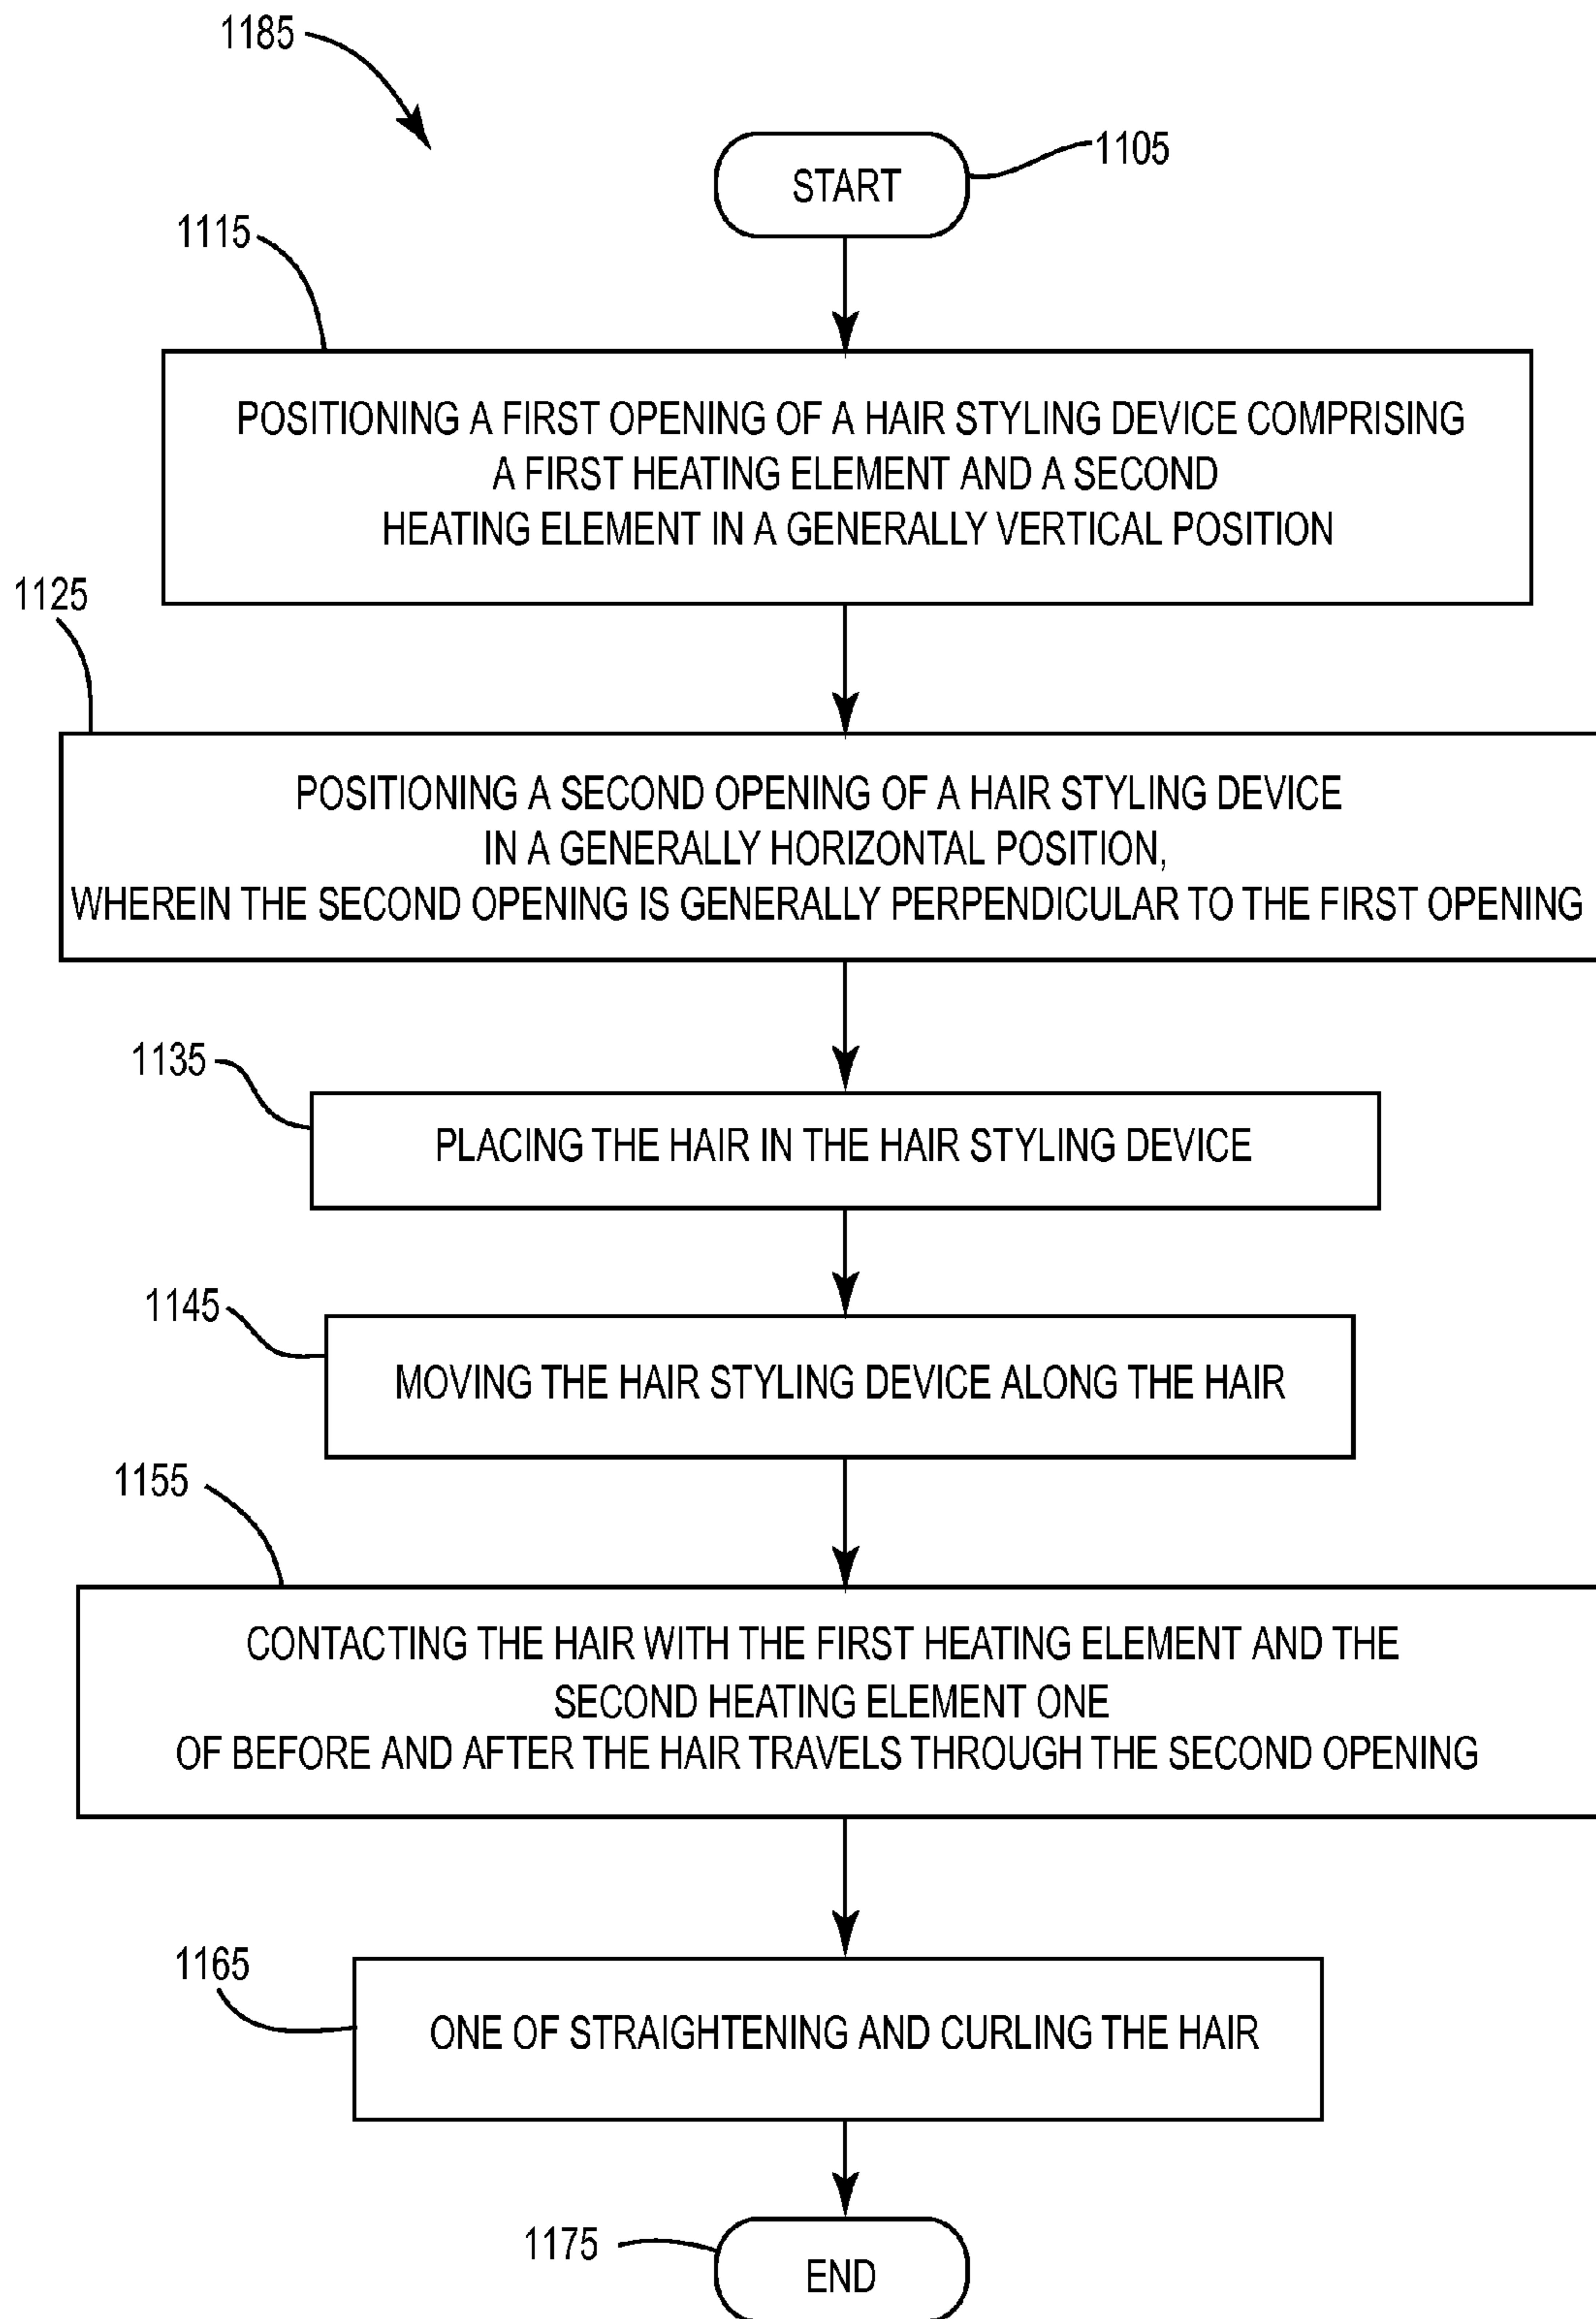 1185
START
1105
1115
POSITIONING A FIRST OPENING OF A HAIR STYLING DEVICE COMPRISING
A FIRST HEATING ELEMENT AND A SECOND
HEATING ELEMENT IN A GENERALLY VERTICAL POSITION
1125
POSITIONING A SECOND OPENING OF A HAIR STYLING DEVICE
IN A GENERALLY HORIZONTAL POSITION,
WHEREIN THE SECOND OPENING IS GENERALLY PERPENDICULAR TO THE FIRST OPENING
1135
PLACING THE HAIR IN THE HAIR STYLING DEVICE
1145
MOVING THE HAIR STYLING DEVICE ALONG THE HAIR
1155
CONTACTING THE HAIR WITH THE FIRST HEATING ELEMENT AND THE
SECOND HEATING ELEMENT ONE
OF BEFORE AND AFTER THE HAIR TRAVELS THROUGH THE SECOND OPENING
1165
ONE OF STRAIGHTENING AND CURLING THE HAIR
1175
END